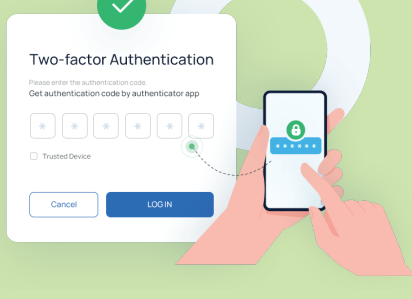 Two-factor Authentication
Please enter the authentication code.
Get authentication code by authenticator app
* * * * * *
Trusted Device
Cancel
LOG IN
* * * * * *